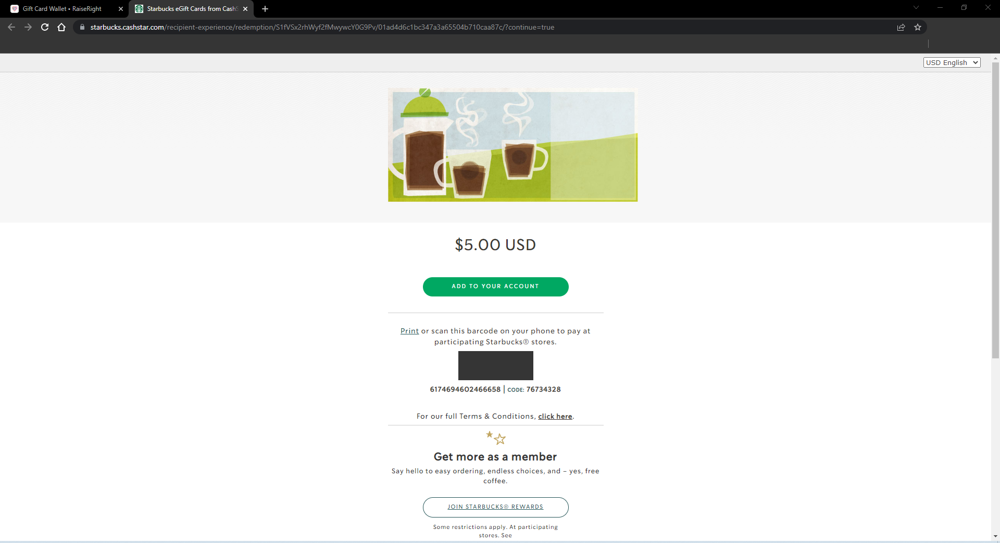 Gift Card Wallet • RaiseRight
Starbucks eGift Cards from CashS
starbucks.cashstar.com/recipient-experience/redemption/S1fVSx2rhWyf2fMwywcY0G9Pv/01ad4d6c1bc347a3a65504b710caa87c/?continue=true
USD English
$5.00 USD
ADD TO YOUR ACCOUNT
Print or scan this barcode on your phone to pay at
participating Starbucks® stores.
6174694602466658 | CODE: 76734328
For our full Terms & Conditions, click here.
Get more as a member
Say hello to easy ordering, endless choices, and – yes, free
coffee.
JOIN STARBUCKS® REWARDS
Some restrictions apply. At participating
stores. See